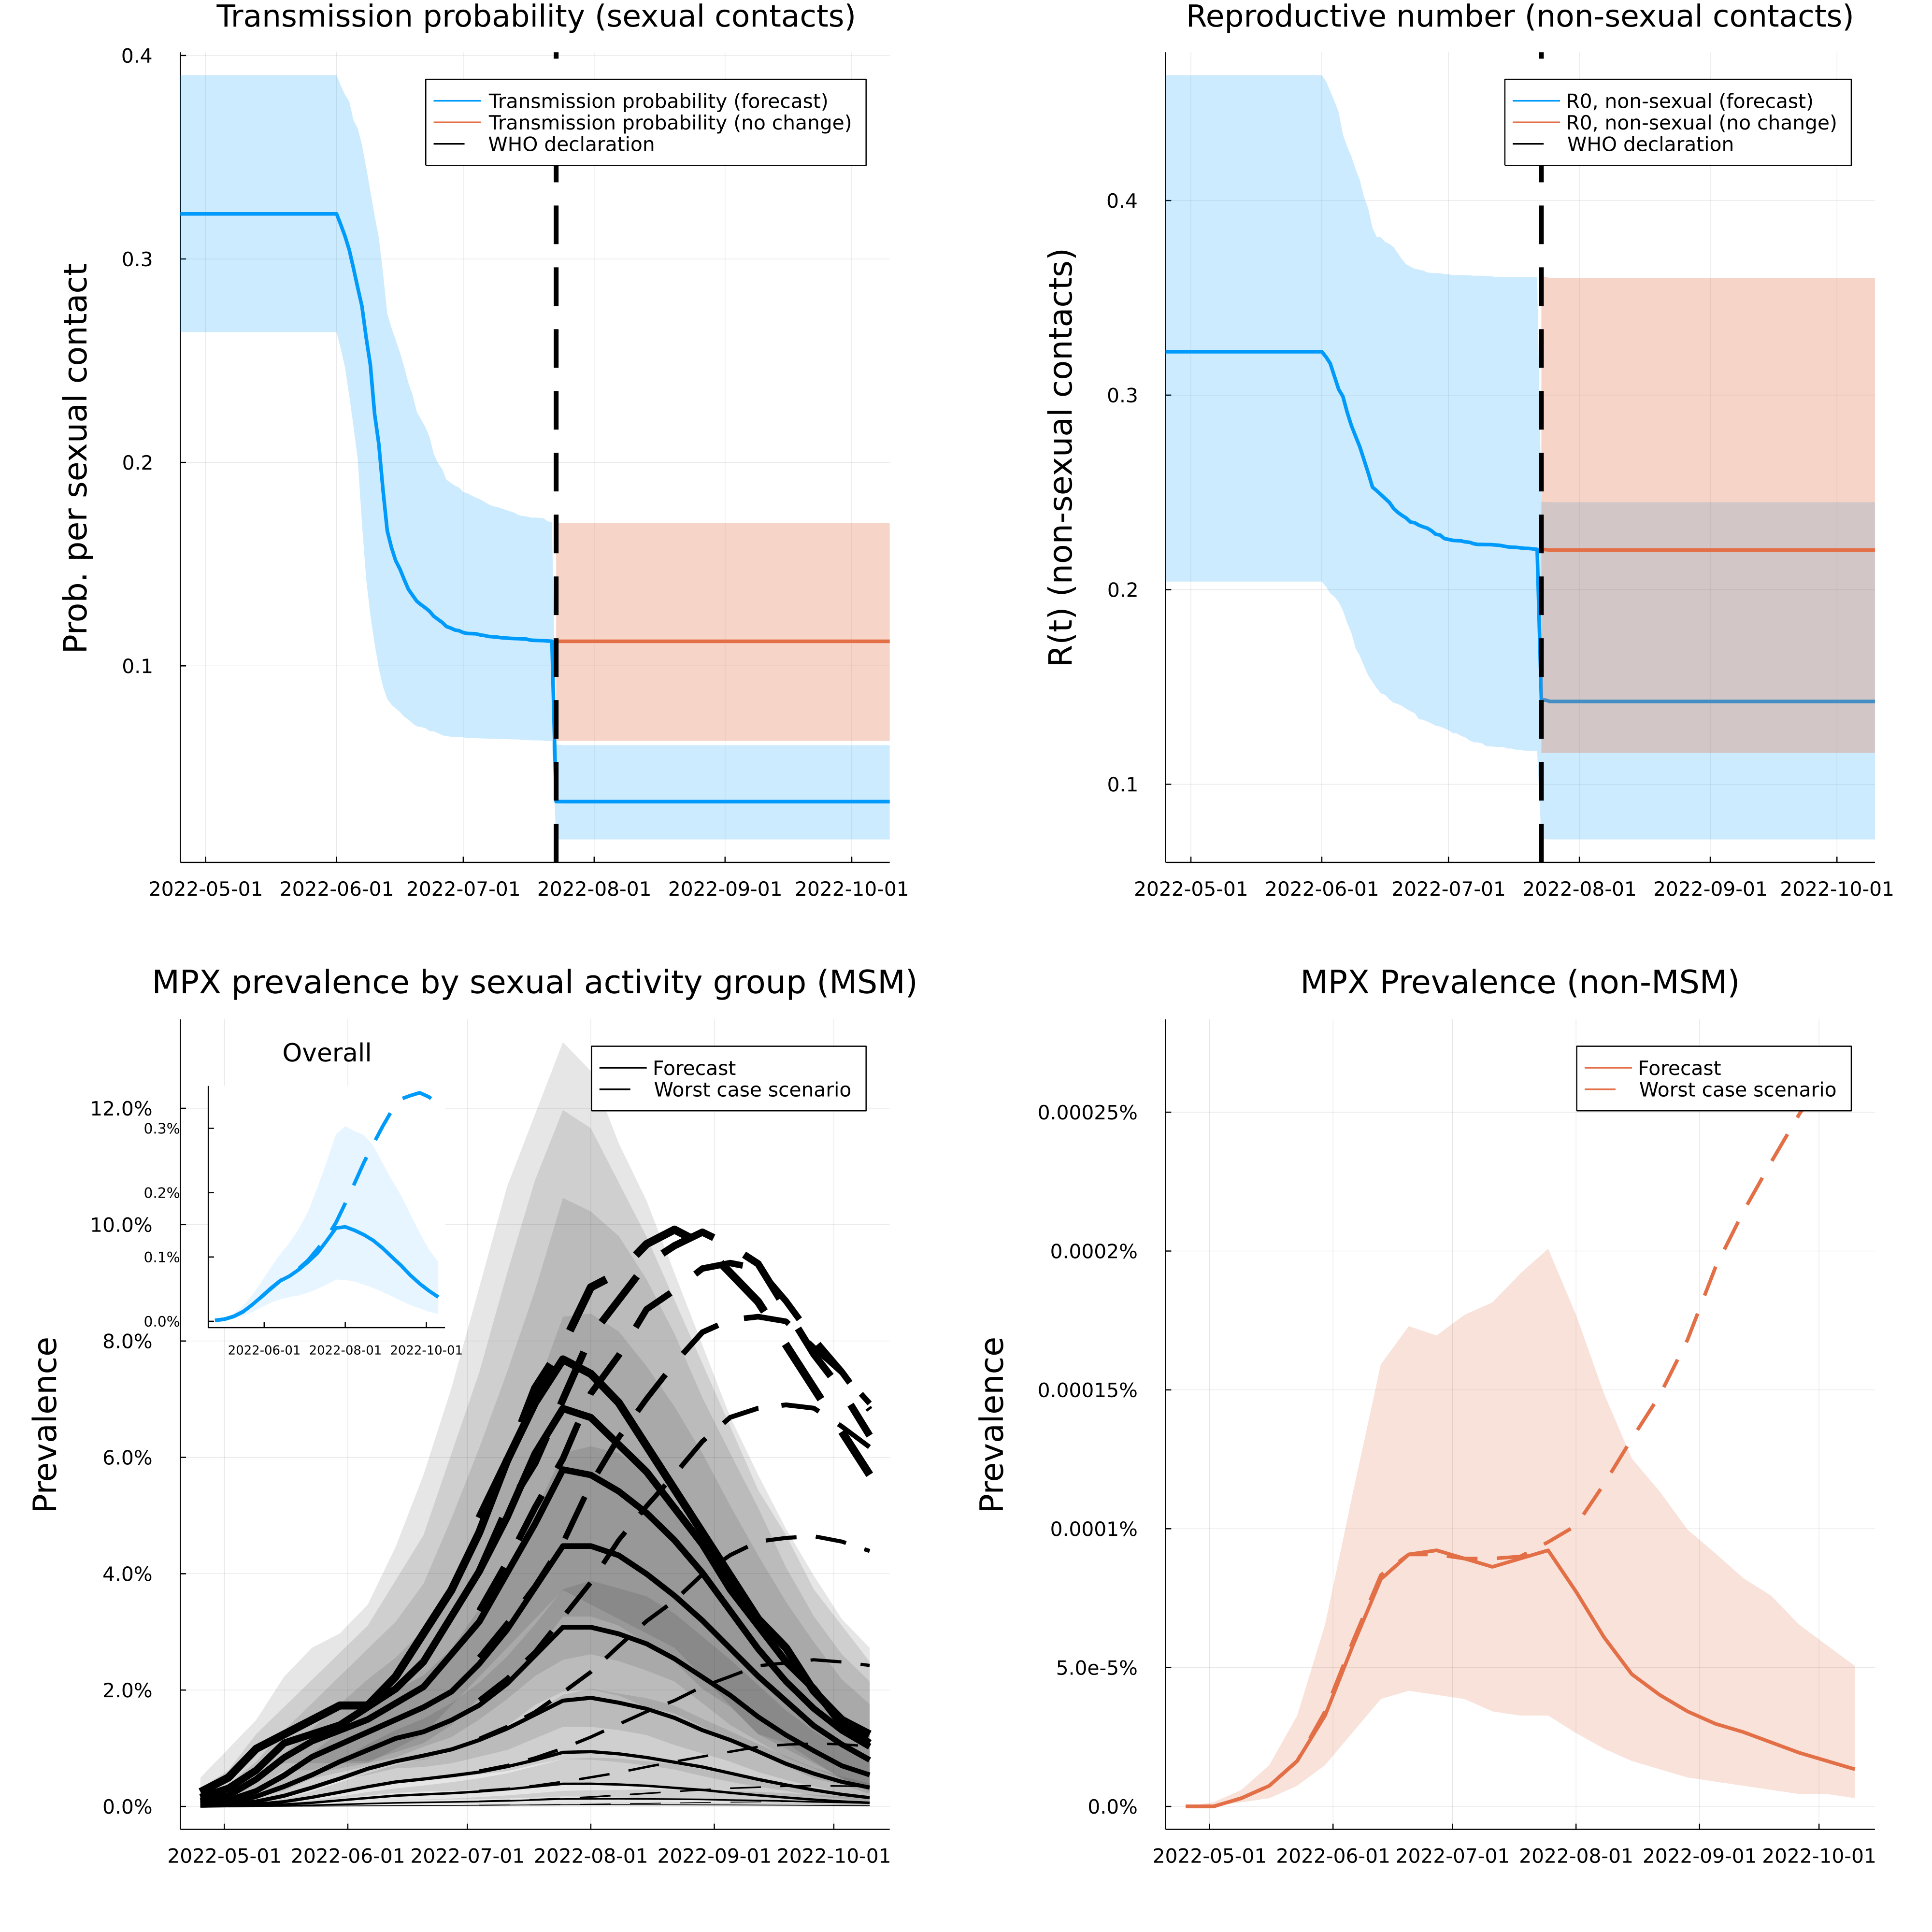 Transmission probability (sexual contacts)
Prob. per sexual contact
0.4
0.3
0.2
0.1
Transmission probability (forecast)
Transmission probability (no change)
WHO declaration
2022-05-01 2022-06-01 2022-07-01 2022-08-01 2022-09-01 2022-10-01
Reproductive number (non-sexual contacts)
R(t) (non-sexual contacts)
0.4
0.3
0.2
0.1
R0, non-sexual (forecast)
R0, non-sexual (no change)
WHO declaration
2022-05-01 2022-06-01 2022-07-01 2022-08-01 2022-09-01 2022-10-01
MPX prevalence by sexual activity group (MSM)
Prevalence
12.0%
10.0%
8.0%
6.0%
4.0%
2.0%
0.0%
Overall
0.3%
0.2%
0.1%
0.0%
2022-06-01 2022-08-01 2022-10-01
Forecast
Worst case scenario
2022-05-01 2022-06-01 2022-07-01 2022-08-01 2022-09-01 2022-10-01
MPX Prevalence (non-MSM)
Prevalence
0.00025%
0.0002%
0.00015%
0.0001%
5.0e-5%
0.0%
Forecast
Worst case scenario
2022-05-01 2022-06-01 2022-07-01 2022-08-01 2022-09-01 2022-10-01